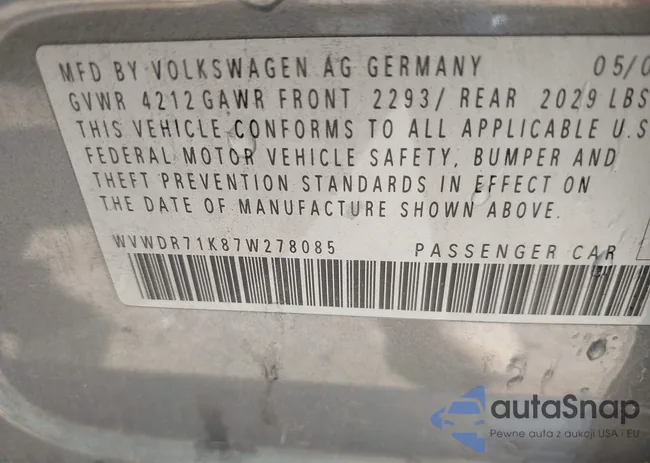 MFD BY VOLKSWAGEN AG GERMANY 05/0
GVWR 4212 GAWR FRONT 2293/ REAR 2029 LBS
THIS VEHICLE CONFORMS TO ALL APPLICABLE U.S
FEDERAL MOTOR VEHICLE SAFETY, BUMPER AND
THEFT PREVENTION STANDARDS IN EFFECT ON
THE DATE OF MANUFACTURE SHOWN ABOVE.
WVWDR71K87W278085 PASSENGER CAR
autoSnap
Pewne auta z aukcji USA i EU